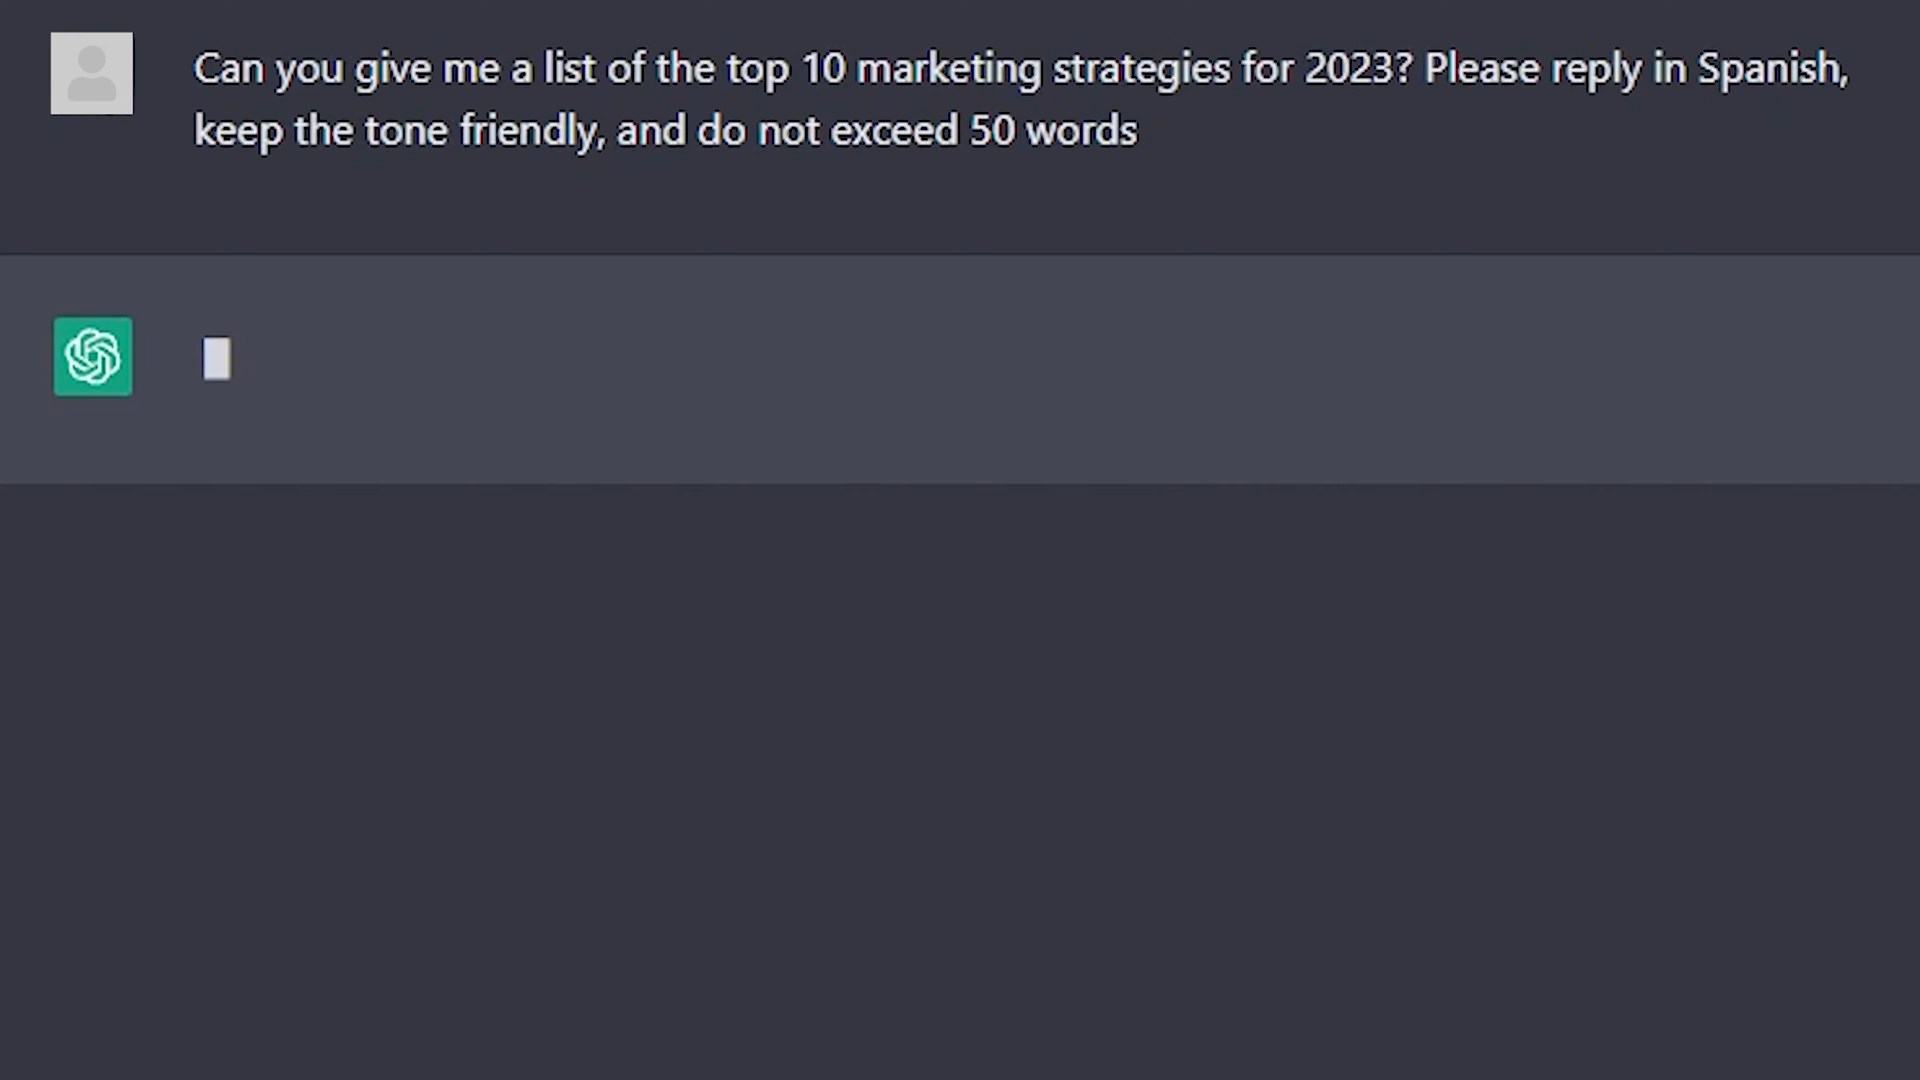 Can you give me a list of the top 10 marketing strategies for 2023? Please reply in Spanish,
keep the tone friendly, and do not exceed 50 words